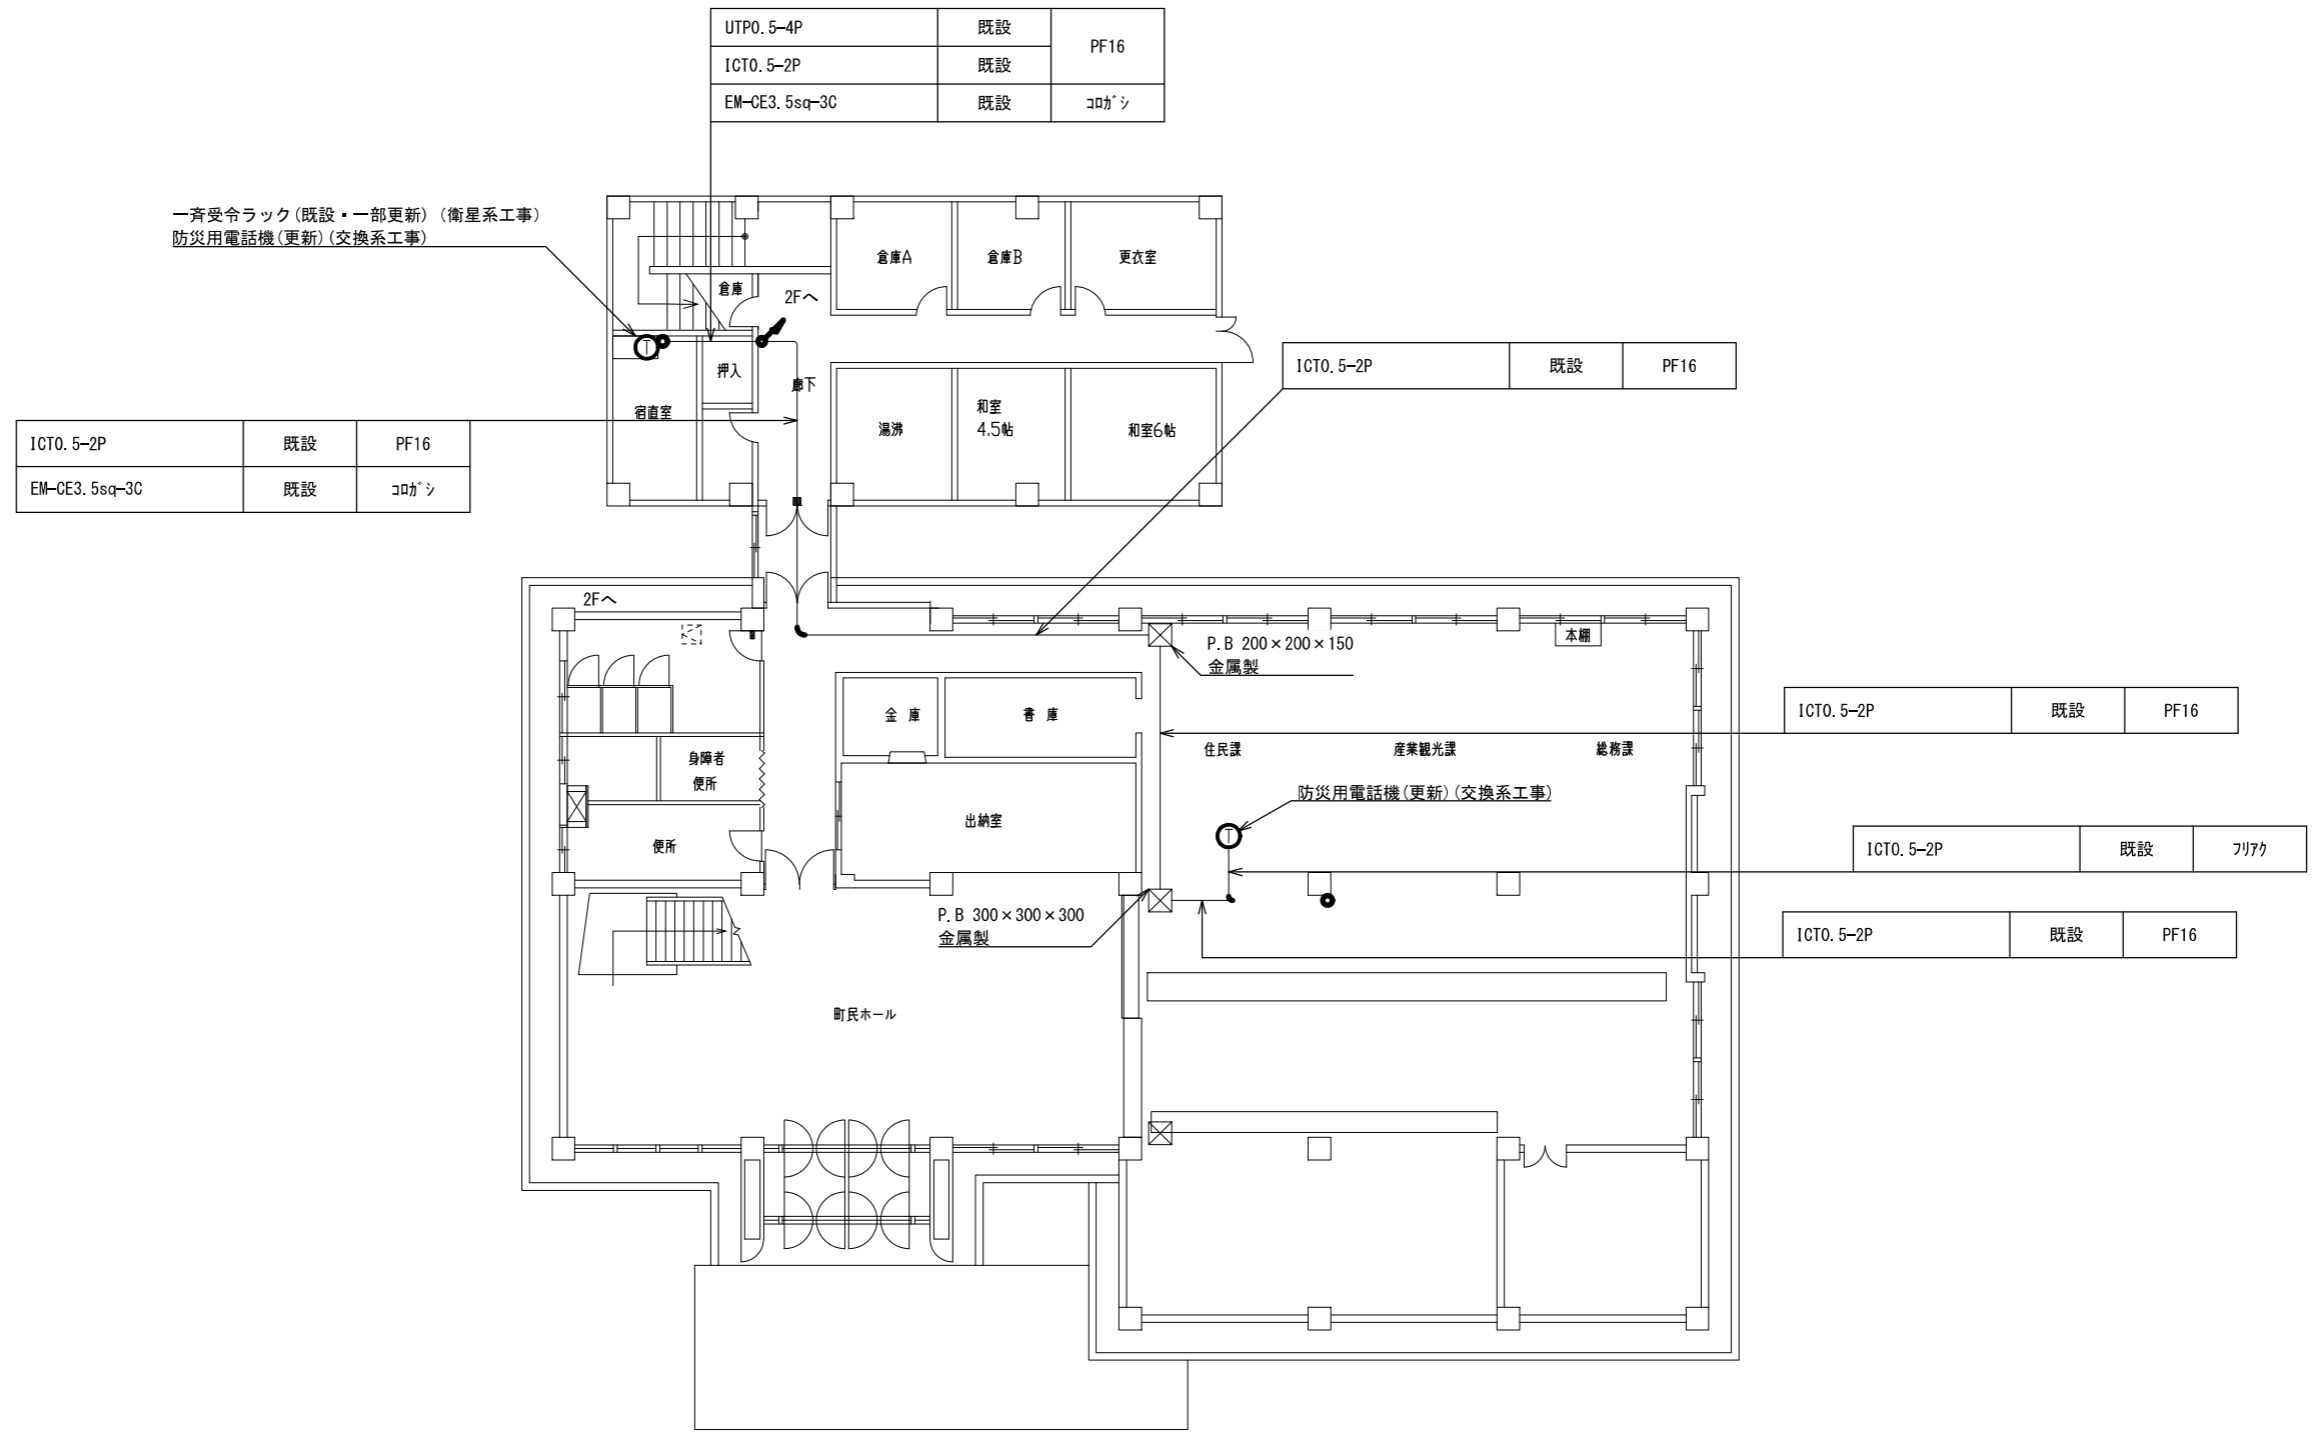 UTP0.5-4P 既設 PF16
ICT0.5-2P 既設
EM-CE3.5sq-3C 既設 ｺﾛｶﾞｼ
一斉受令ラック(既設・一部更新)(衛星系工事)
防災用電話機(更新)(交換系工事)
倉庫A
倉庫B
更衣室
倉庫
2Fへ
T
押入
廊下
宿直室
湯沸
和室
4.5帖
和室6帖
ICT0.5-2P 既設 PF16
ICT0.5-2P 既設 PF16
EM-CE3.5sq-3C 既設 ｺﾛｶﾞｼ
2Fへ
P.B 200×200×150
金属製
本棚
金 庫
書 庫
ICT0.5-2P 既設 PF16
住民課
産業観光課
総務課
身障者
便所
防災用電話機(更新)(交換系工事)
出納室
T
便所
ICT0.5-2P 既設 ﾌﾘｱｸ
P.B 300×300×300
金属製
ICT0.5-2P 既設 PF16
町民ホール